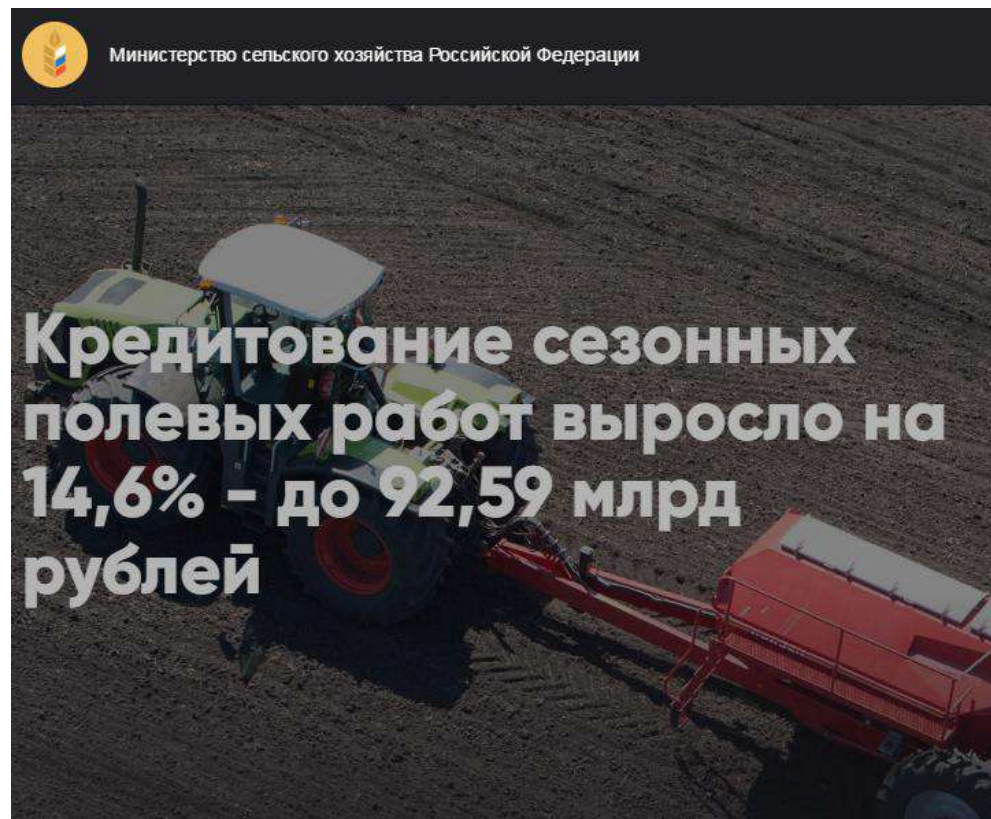 Министерство сельского хозяйства Российской Федерации
Кредитование сезонных
полевых работ выросло на
14,6% - до 92,59 млрд
рублей